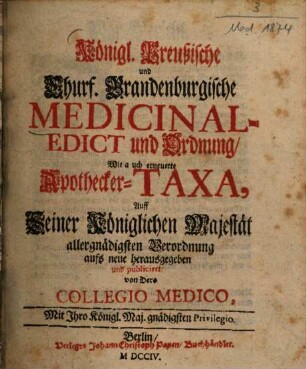 3
Med. 1874
Königl. Preußische
und
Churf. Brandenburgische
MEDICINAL-
EDICT und Ordnung/
Wie auch erneuerte
Apothecker-TAXA,
Auff
Seiner Königlichen Majestät
allergnädigsten Verordnung
auffs neue herausgegeben
und publiciret
von Dero
COLLEGIO MEDICO,
Mit Ihro Königl. Maj. gnädigsten Privilegio.
Berlin/
Verlegts Johann Christoph Papen/ Buchhändler.
M DCCIV.